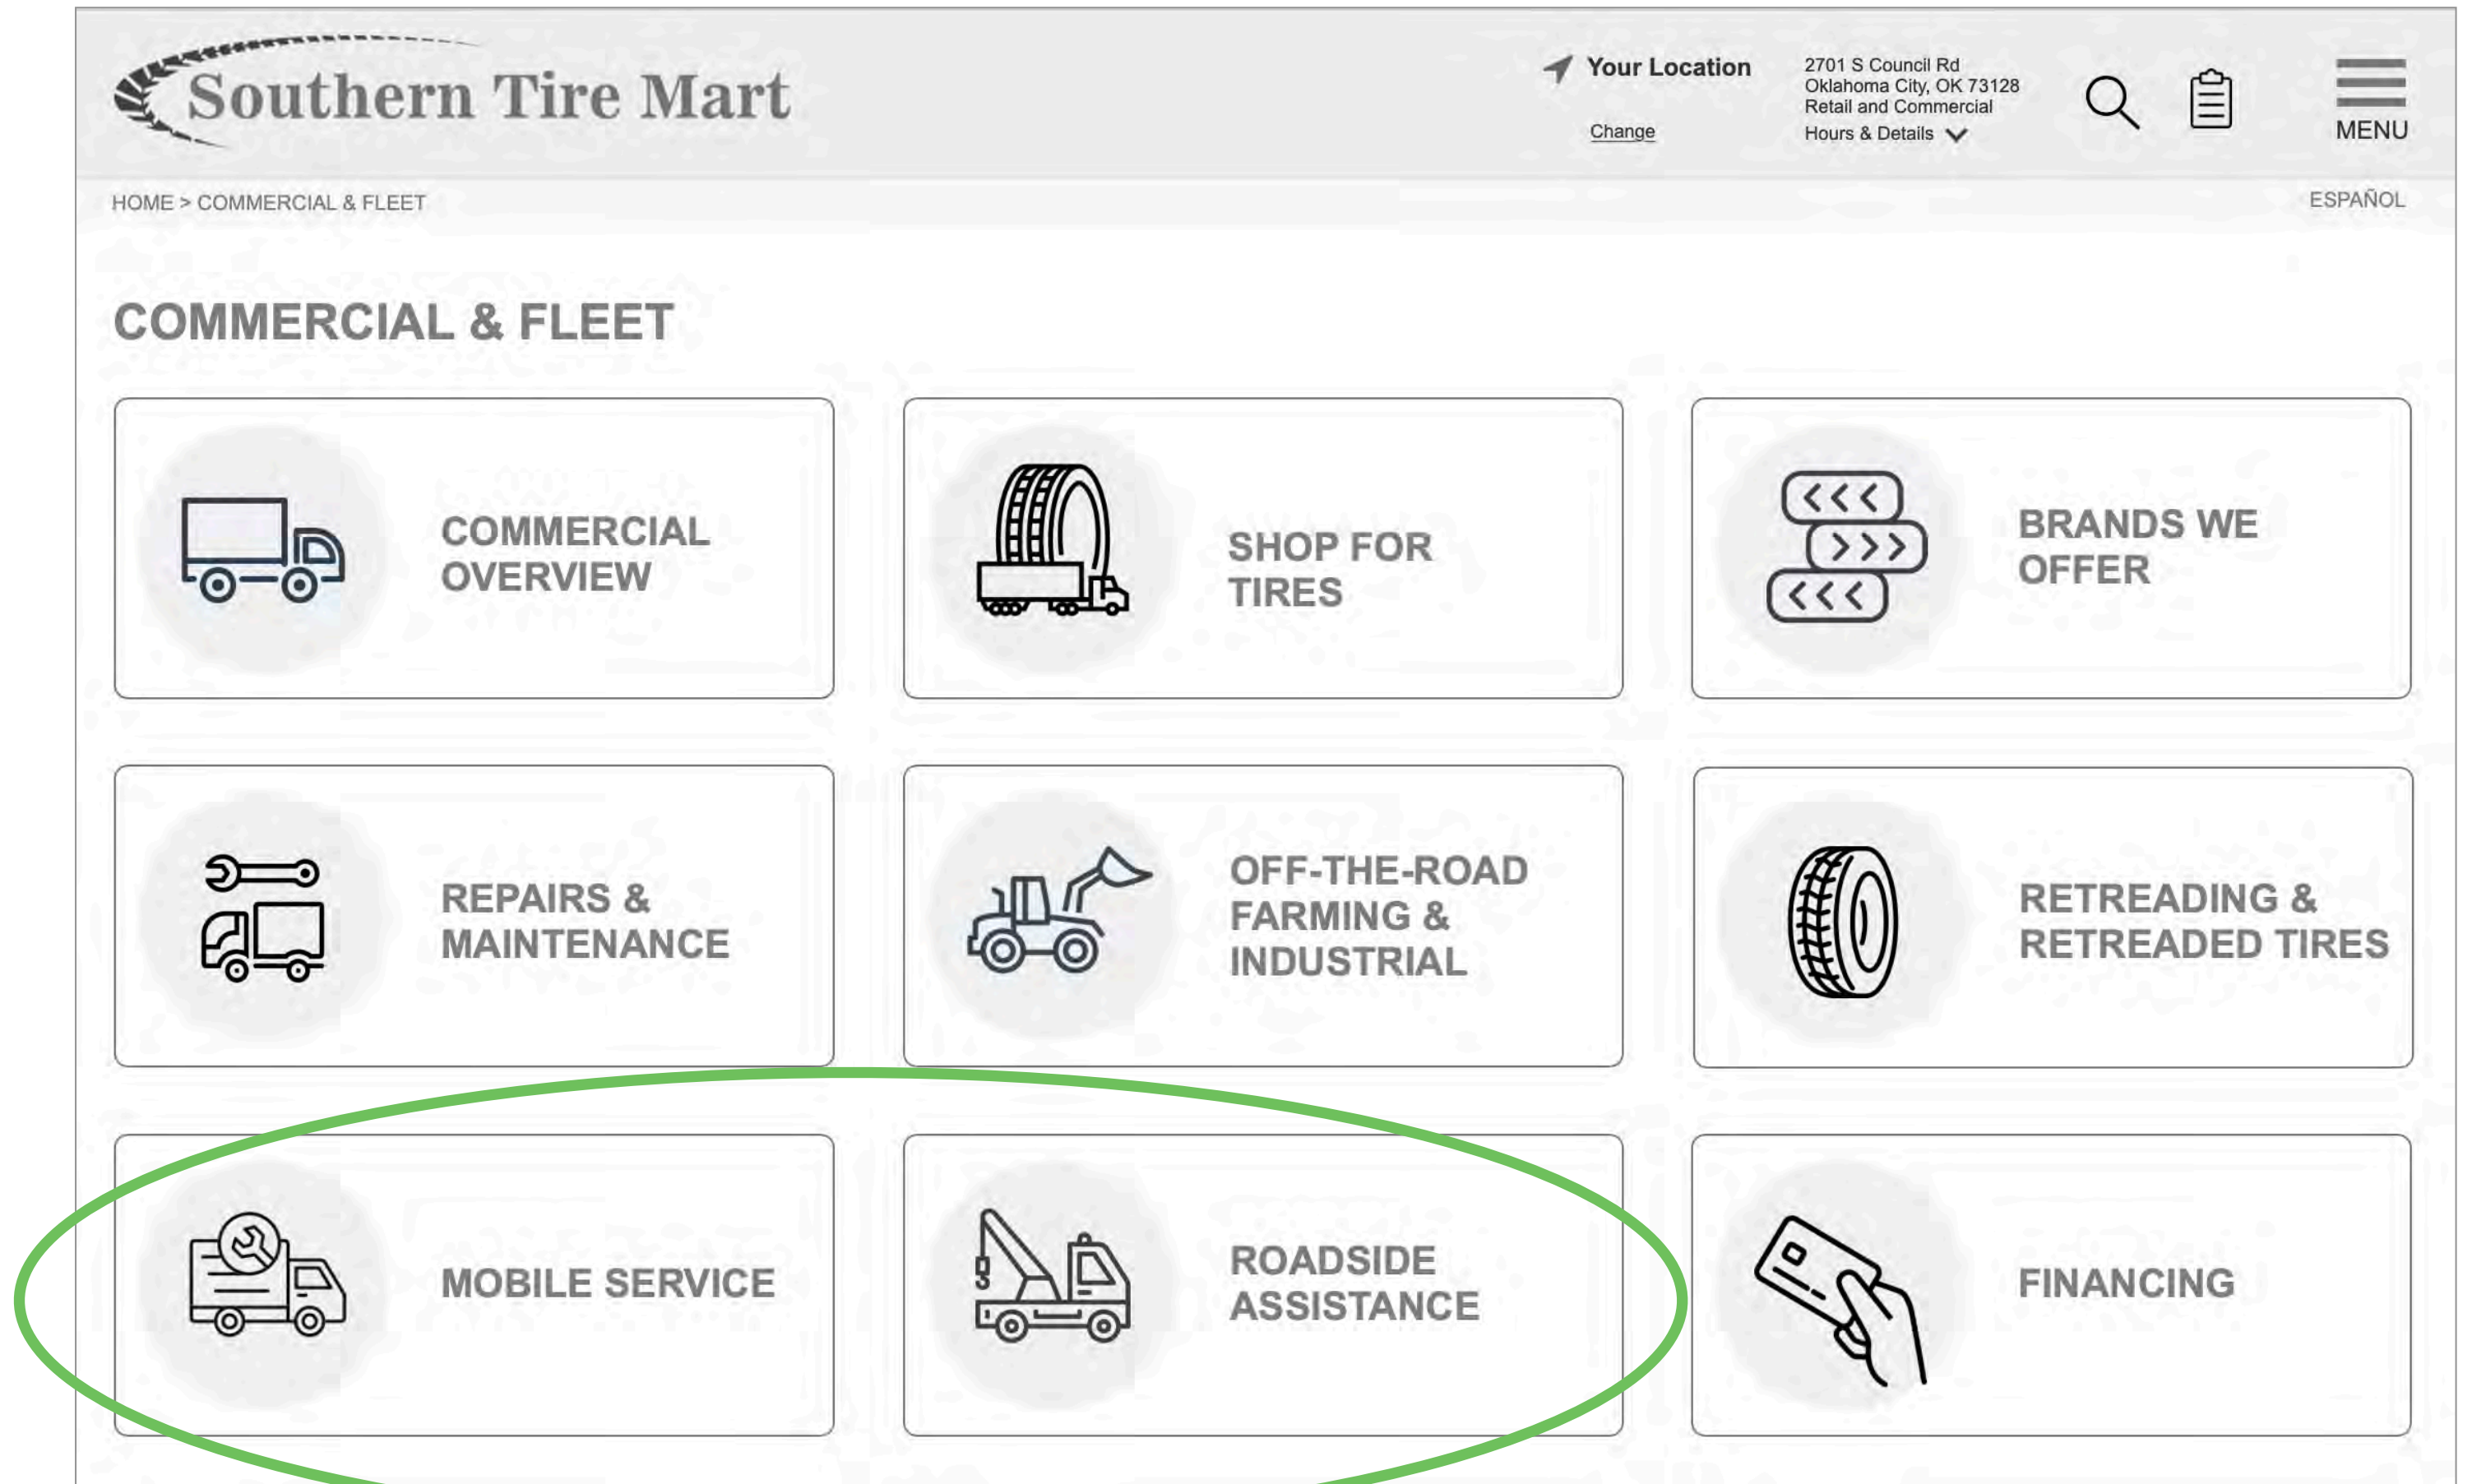 Southern Tire Mart
Your Location
Change
2701 S Council Rd
Oklahoma City, OK 73128
Retail and Commercial
Hours & Details
MENU
HOME > COMMERCIAL & FLEET
ESPAÑOL
COMMERCIAL & FLEET
COMMERCIAL
OVERVIEW
SHOP FOR
TIRES
BRANDS WE
OFFER
REPAIRS &
MAINTENANCE
OFF-THE-ROAD
FARMING &
INDUSTRIAL
RETREADING &
RETREADED TIRES
MOBILE SERVICE
ROADSIDE
ASSISTANCE
FINANCING